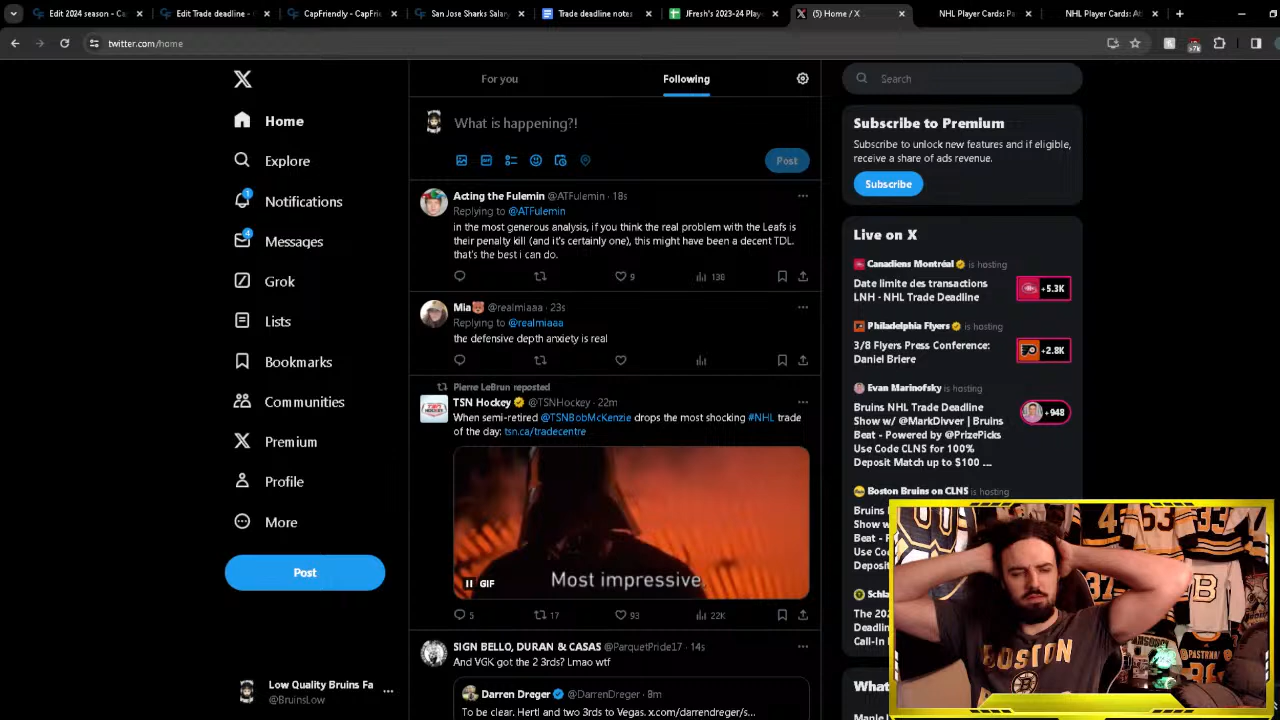 Edit 2024 season - Ca
Edit Trade deadline -
CapFriendly - CapFri
San Jose Sharks Salary
Trade deadline notes
JFresh's 2023-24 Play
(5) Home / X
NHL Player Cards: Pa
NHL Player Cards: At
twitter.com/home
For you
Following
Search
Home
Explore
Notifications
1
Messages
4
Grok
Lists
Bookmarks
Communities
Premium
Profile
More
Post
Low Quality Bruins Fa
@BruinsLow
What is happening?!
Post
Acting the Fulemin @ATFulemin · 18s
Replying to @ATFulemin
in the most generous analysis, if you think the real problem with the Leafs is
their penalty kill (and it's certainly one), this might have been a decent TDL.
that's the best i can do.
9
138
Mia @realmiaaa · 23s
Replying to @realmiaaa
the defensive depth anxiety is real
Pierre LeBrun reposted
TSN Hockey @TSNHockey · 22m
When semi-retired @TSNBobMcKenzie drops the most shocking #NHL trade
of the day: tsn.ca/tradecentre
GIF
Most impressive.
5
17
93
22K
SIGN BELLO, DURAN & CASAS @ParquetPride17 · 14s
And VGK got the 2 3rds? Lmao wtf
Darren Dreger @DarrenDreger · 8m
To be clear. Hertl and two 3rds to Vegas. x.com/darrendreger/s...
Subscribe to Premium
Subscribe to unlock new features and if eligible,
receive a share of ads revenue.
Subscribe
Live on X
Canadiens Montréal is hosting
Date limite des transactions
LNH - NHL Trade Deadline
+5.3K
Philadelphia Flyers is hosting
3/8 Flyers Press Conference:
Daniel Briere
+2.8K
Evan Marinofsky is hosting
Bruins NHL Trade Deadline
Show w/ @MarkDivver | Bruins
Beat - Powered by @PrizePicks
Use Code CLNS for 100%
Deposit Match up to $100 ...
+948
Boston Bruins on CLNS is hosting
BOSTON
B
37
33
PASTRNAK